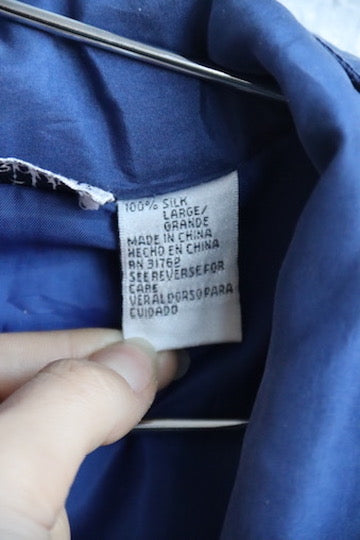 100% SILK
LARGE/
GRANDE
MADE IN CHINA
HECHO EN CHINA
RN 31762
SEE REVERSE FOR
CARE
VER AL DORSO PARA
CUIDADO